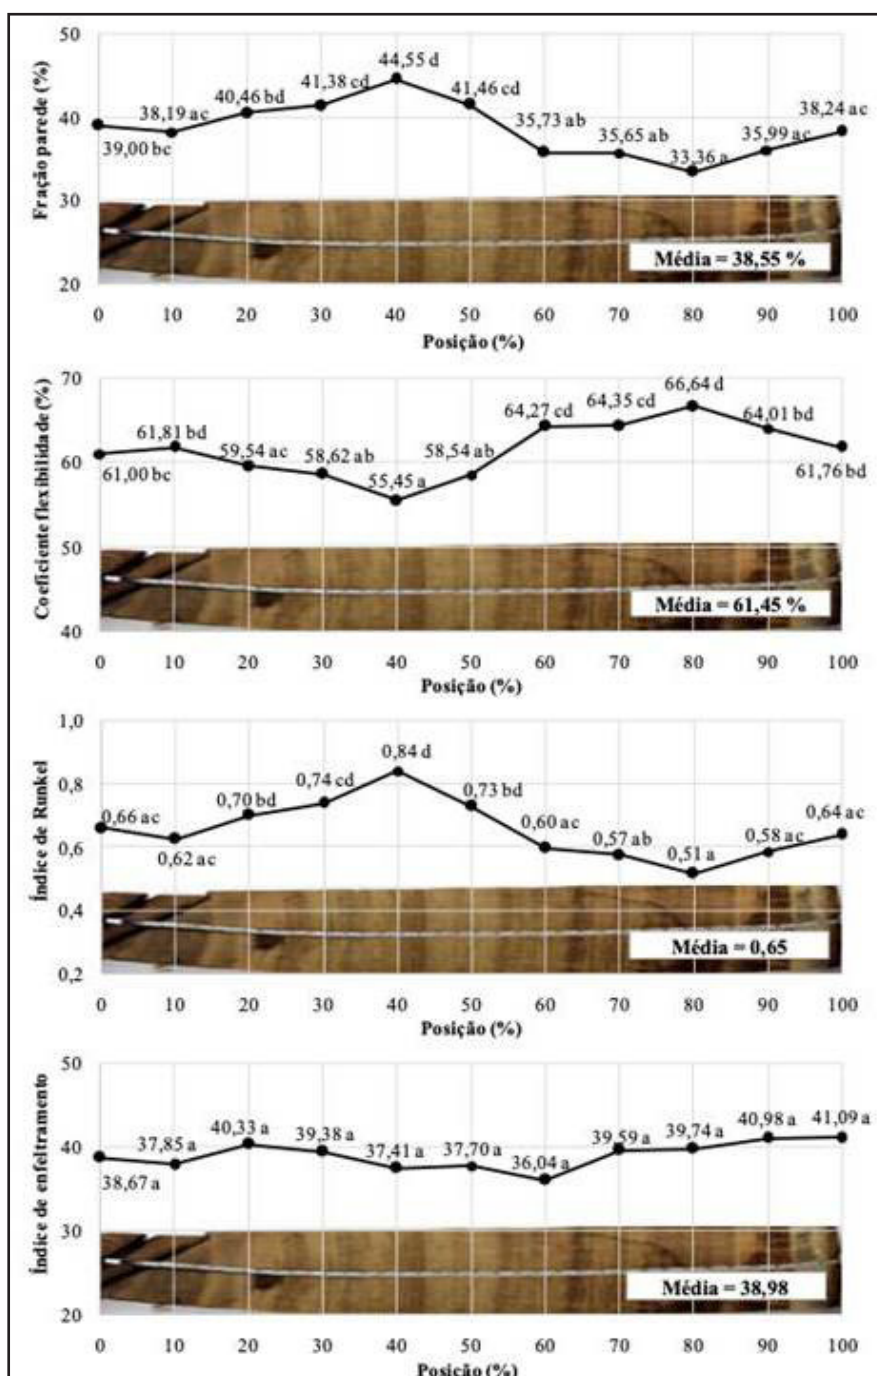 Fração parede (%)
50
40
30
20
39,00 bc
38,19 ac
40,46 bd
41,38 cd
44,55 d
41,46 cd
35,73 ab
35,65 ab
33,36 a
35,99 ac
38,24 ac
Média = 38,55 %
0 10 20 30 40 50 60 70 80 90 100
Posição (%)
Coeficiente flexibilidade (%)
70
60
50
40
61,00 bc
61,81 bd
59,54 ac
58,62 ab
55,45 a
58,54 ab
64,27 cd
64,35 cd
66,64 d
64,01 bd
61,76 bd
Média = 61,45 %
0 10 20 30 40 50 60 70 80 90 100
Posição (%)
Índice de Runkel
1,0
0,8
0,6
0,4
0,2
0,66 ac
0,62 ac
0,70 bd
0,74 cd
0,84 d
0,73 bd
0,60 ac
0,57 ab
0,51 a
0,58 ac
0,64 ac
Média = 0,65
0 10 20 30 40 50 60 70 80 90 100
Posição (%)
Índice de enfeltramento
50
40
30
20
38,67 a
37,85 a
40,33 a
39,38 a
37,41 a
37,70 a
36,04 a
39,59 a
39,74 a
40,98 a
41,09 a
Média = 38,98
0 10 20 30 40 50 60 70 80 90 100
Posição (%)